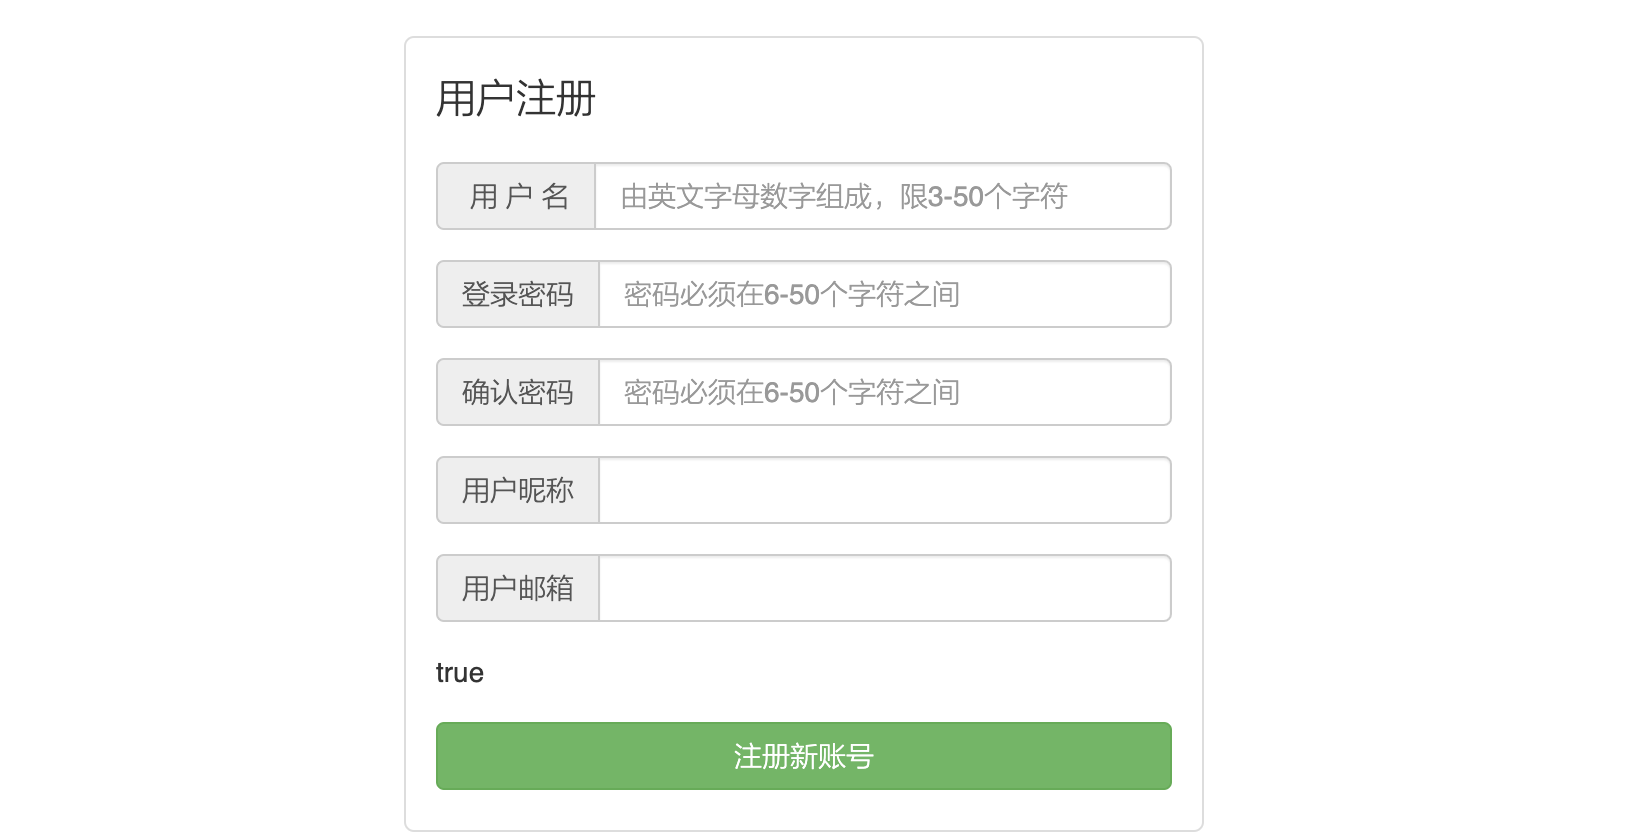 用户注册
用 户 名 由英文字母数字组成，限3-50个字符
登录密码 密码必须在6-50个字符之间
确认密码 密码必须在6-50个字符之间
用户昵称
用户邮箱
true
注册新账号